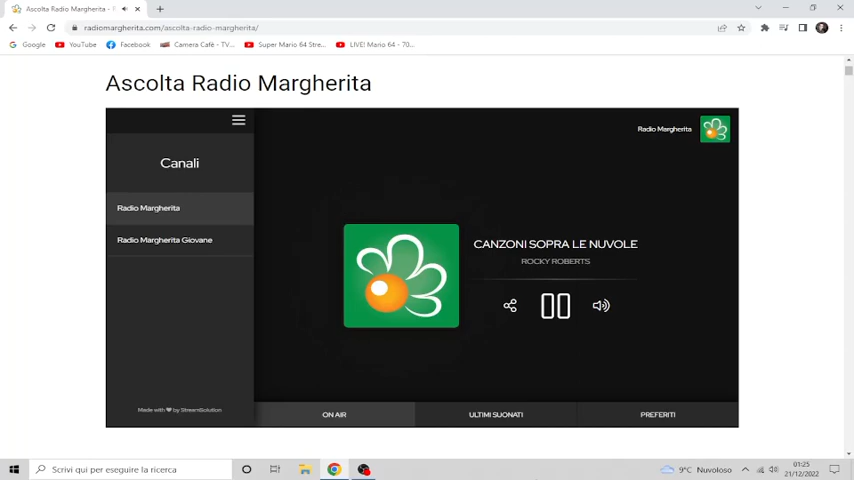 Ascolta Radio Margherita -
radiomargherita.com/ascolta-radio-margherita/
Google
YouTube
Facebook
Camera Cafè - TV...
Super Mario 64 Stre...
LIVE! Mario 64 - 70...
Ascolta Radio Margherita
Canali
Radio Margherita
Radio Margherita Giovane
Made with ❤ by StreamSolution
Radio Margherita
CANZONI SOPRA LE NUVOLE
ROCKY ROBERTS
ON AIR
ULTIMI SUONATI
PREFERITI
Scrivi qui per eseguire la ricerca
9°C Nuvoloso
01:25
21/12/2022